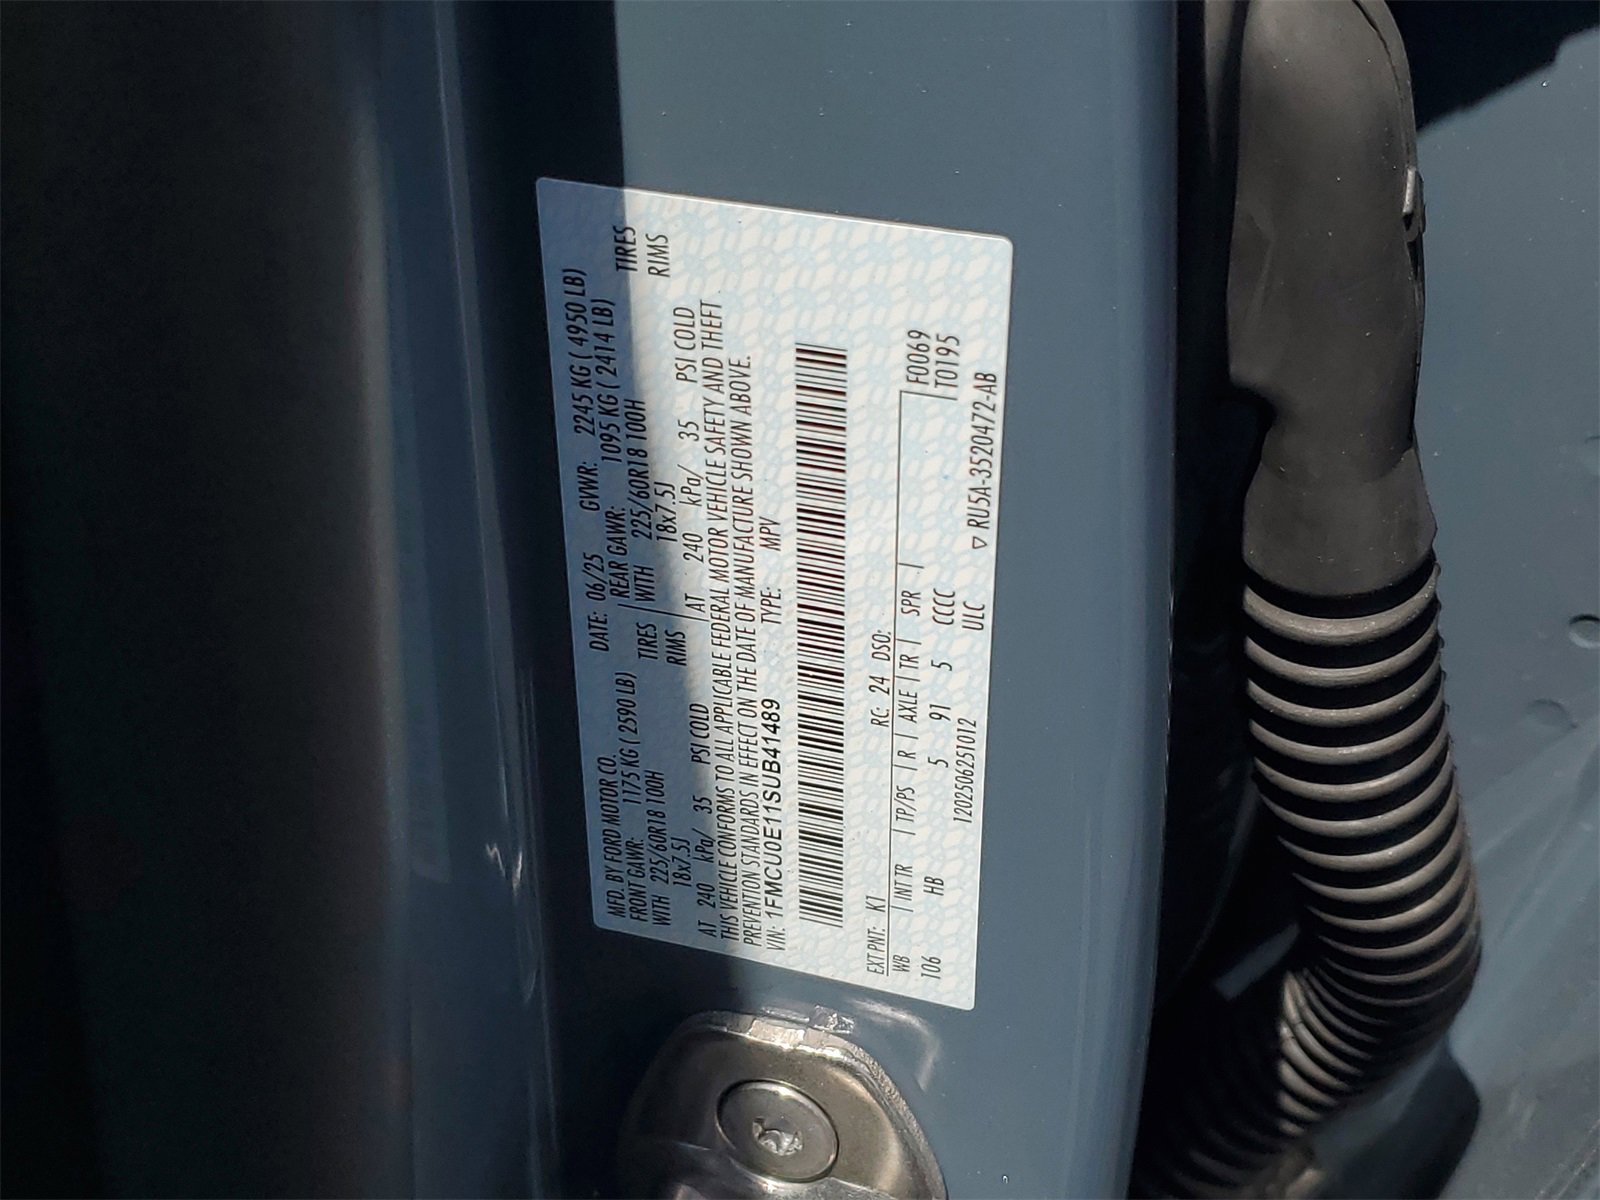 MFD. BY FORD MOTOR CO.
DATE: 06/25 GVWR: 2245 KG ( 4950 LB)
FRONT GAWR: 1175 KG ( 2590 LB) REAR GAWR: 1095 KG ( 2414 LB)
WITH 225/60R18 100H TIRES WITH 225/60R18 100H TIRES
18x7.5J RIMS 18x7.5J RIMS
AT 240 kPa/ 35 PSI COLD AT 240 kPa/ 35 PSI COLD
THIS VEHICLE CONFORMS TO ALL APPLICABLE FEDERAL MOTOR VEHICLE SAFETY AND THEFT
PREVENTION STANDARDS IN EFFECT ON THE DATE OF MANUFACTURE SHOWN ABOVE.
VIN: 1FMCU0E11SUB41489 TYPE: MPV
EXT PNT: K1 RC: 24 DSO: F0069
WB INT TR TP/PS R AXLE TR SPR T0195
106 HB 5 91 5 CCCC
1202506251012 ULC ▽ RU5A-3520472-AB